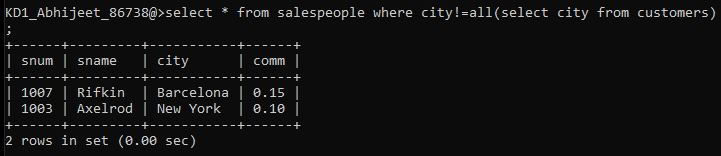 KD1_Abhijeet_86738@>select * from salespeople where city!=all(select city from customers)
;
+------+---------+-----------+------+
| snum | sname   | city      | comm |
+------+---------+-----------+------+
| 1007 | Rifkin  | Barcelona | 0.15 |
| 1003 | Axelrod | New York  | 0.10 |
+------+---------+-----------+------+
2 rows in set (0.00 sec)